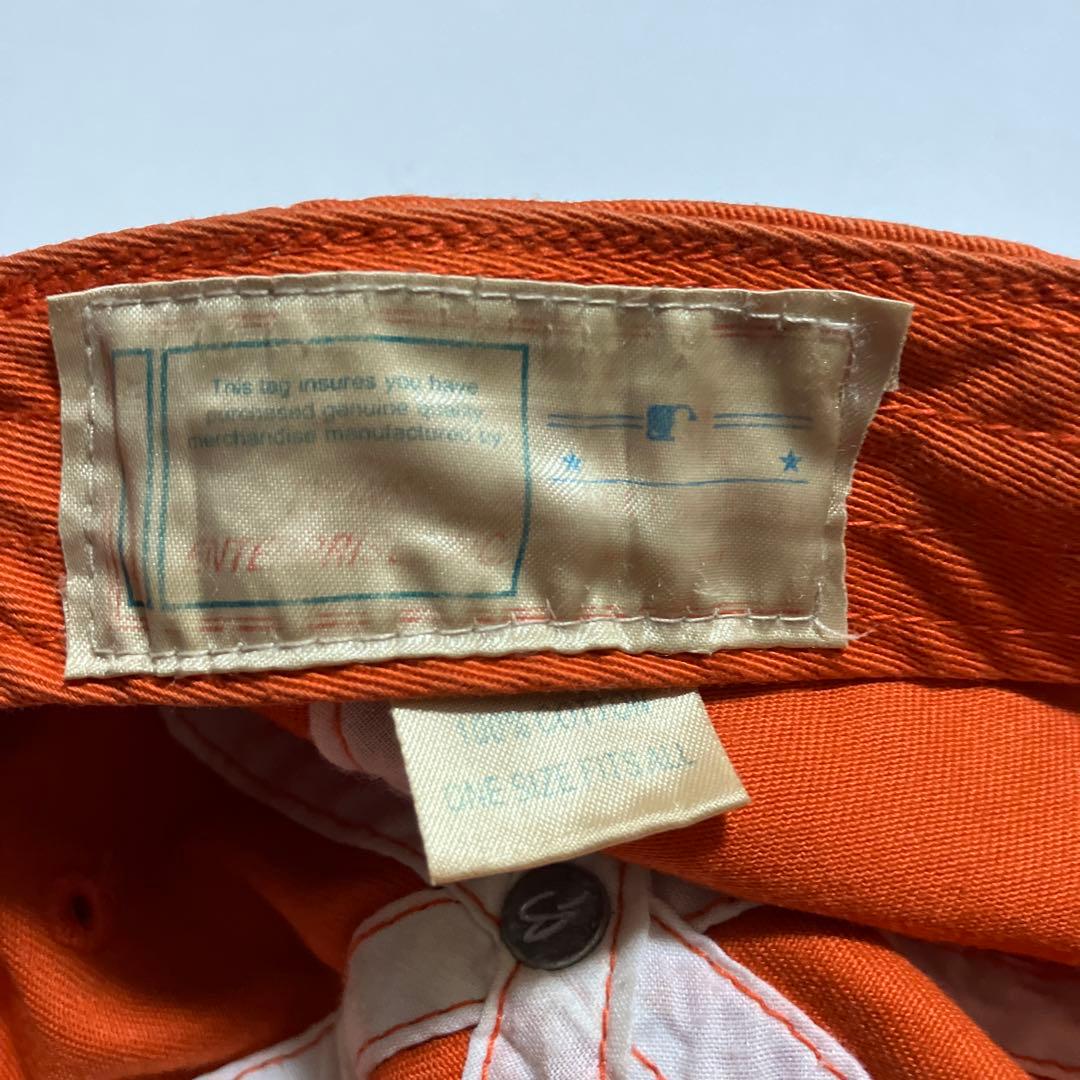 This tag insures you have
purchased genuine quality
merchandise manufactured by:
100% COTTON
ONE SIZE FITS ALL